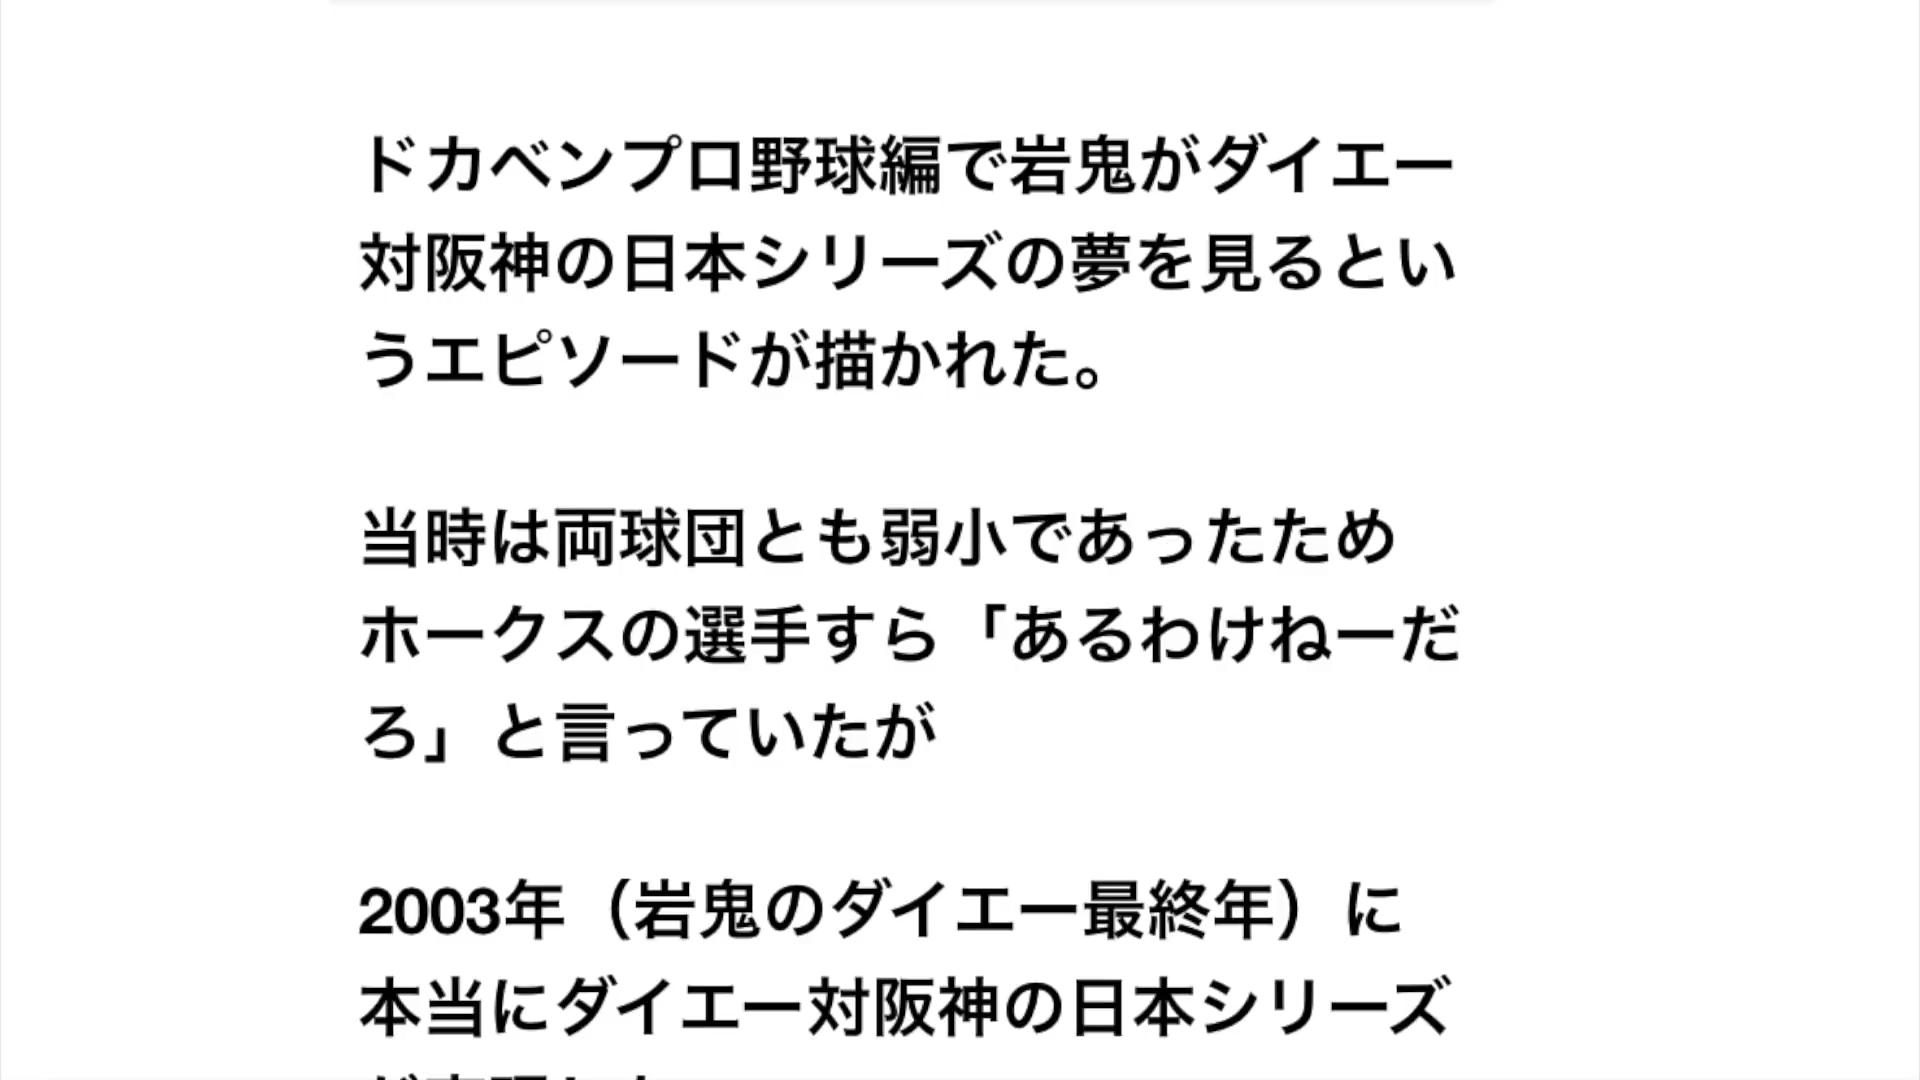 ドカベンプロ野球編で岩鬼がダイエー
対阪神の日本シリーズの夢を見るとい
うエピソードが描かれた。
当時は両球団とも弱小であったため
ホークスの選手すら「あるわけねーだ
ろ」と言っていたが
2003年（岩鬼のダイエー最終年）に
本当にダイエー対阪神の日本シリーズ